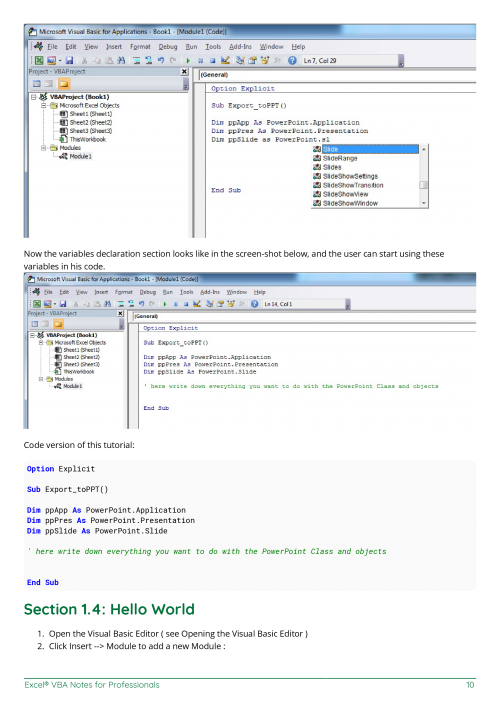 Microsoft Visual Basic for Applications - Book1 - [Module1 (Code)]
File Edit View Insert Format Debug Run Tools Add-Ins Window Help
Ln 7, Col 29
Project - VBAProject
(General)
VBAProject (Book1)
Microsoft Excel Objects
Sheet1 (Sheet1)
Sheet2 (Sheet2)
Sheet3 (Sheet3)
ThisWorkbook
Modules
Module1
Option Explicit
Sub Export_toPPT()
Dim ppApp As PowerPoint.Application
Dim ppPres As PowerPoint.Presentation
Dim ppSlide as PowerPoint.sl
Slide
SlideRange
Slides
SlideShowSettings
SlideShowTransition
SlideShowView
SlideShowWindow
End Sub
Now the variables declaration section looks like in the screen-shot below, and the user can start using these
variables in his code.
Microsoft Visual Basic for Applications - Book1 - [Module1 (Code)]
File Edit View Insert Format Debug Run Tools Add-Ins Window Help
Ln 14, Col 1
Project - VBAProject
(General)
VBAProject (Book1)
Microsoft Excel Objects
Sheet1 (Sheet1)
Sheet2 (Sheet2)
Sheet3 (Sheet3)
ThisWorkbook
Modules
Module1
Option Explicit
Sub Export_toPPT()
Dim ppApp As PowerPoint.Application
Dim ppPres As PowerPoint.Presentation
Dim ppSlide As PowerPoint.Slide
' here write down everything you want to do with the PowerPoint Class and objects
End Sub
Code version of this tutorial:
Option Explicit
Sub Export_toPPT()
Dim ppApp As PowerPoint.Application
Dim ppPres As PowerPoint.Presentation
Dim ppSlide As PowerPoint.Slide
' here write down everything you want to do with the PowerPoint Class and objects
End Sub
Section 1.4: Hello World
1. Open the Visual Basic Editor ( see Opening the Visual Basic Editor )
2. Click Insert --> Module to add a new Module :
Excel® VBA Notes for Professionals 10